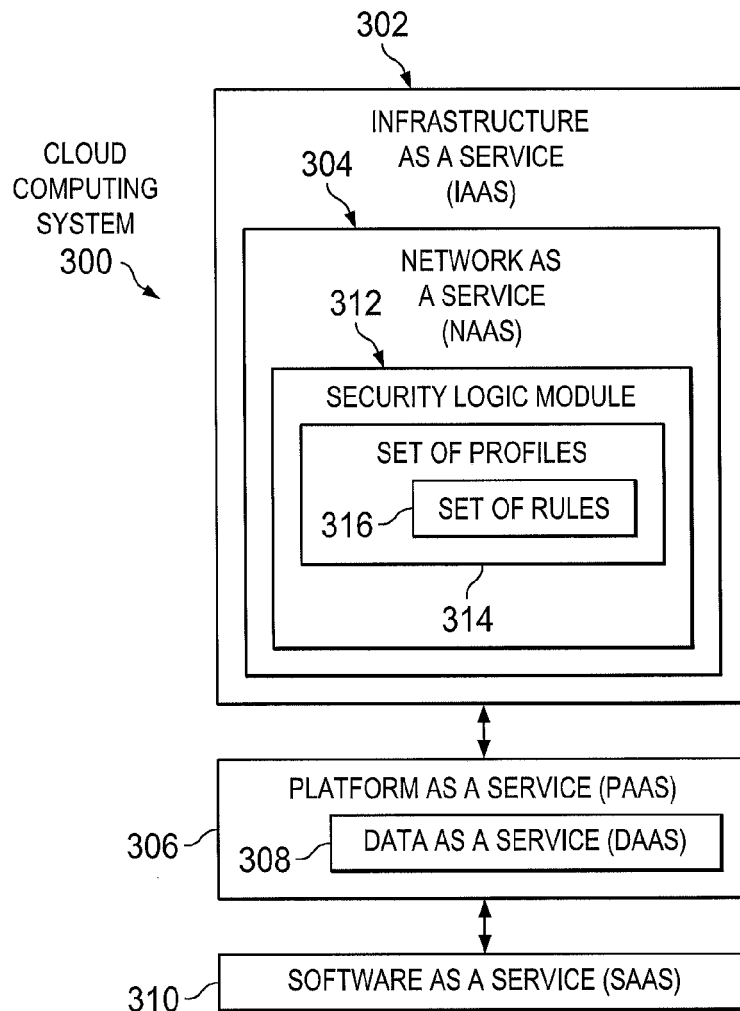 302
INFRASTRUCTURE
AS A SERVICE
(IAAS)
CLOUD
COMPUTING
SYSTEM
300
304
NETWORK AS
A SERVICE
(NAAS)
312
SECURITY LOGIC MODULE
SET OF PROFILES
316
SET OF RULES
314
PLATFORM AS A SERVICE (PAAS)
306
308
DATA AS A SERVICE (DAAS)
310
SOFTWARE AS A SERVICE (SAAS)